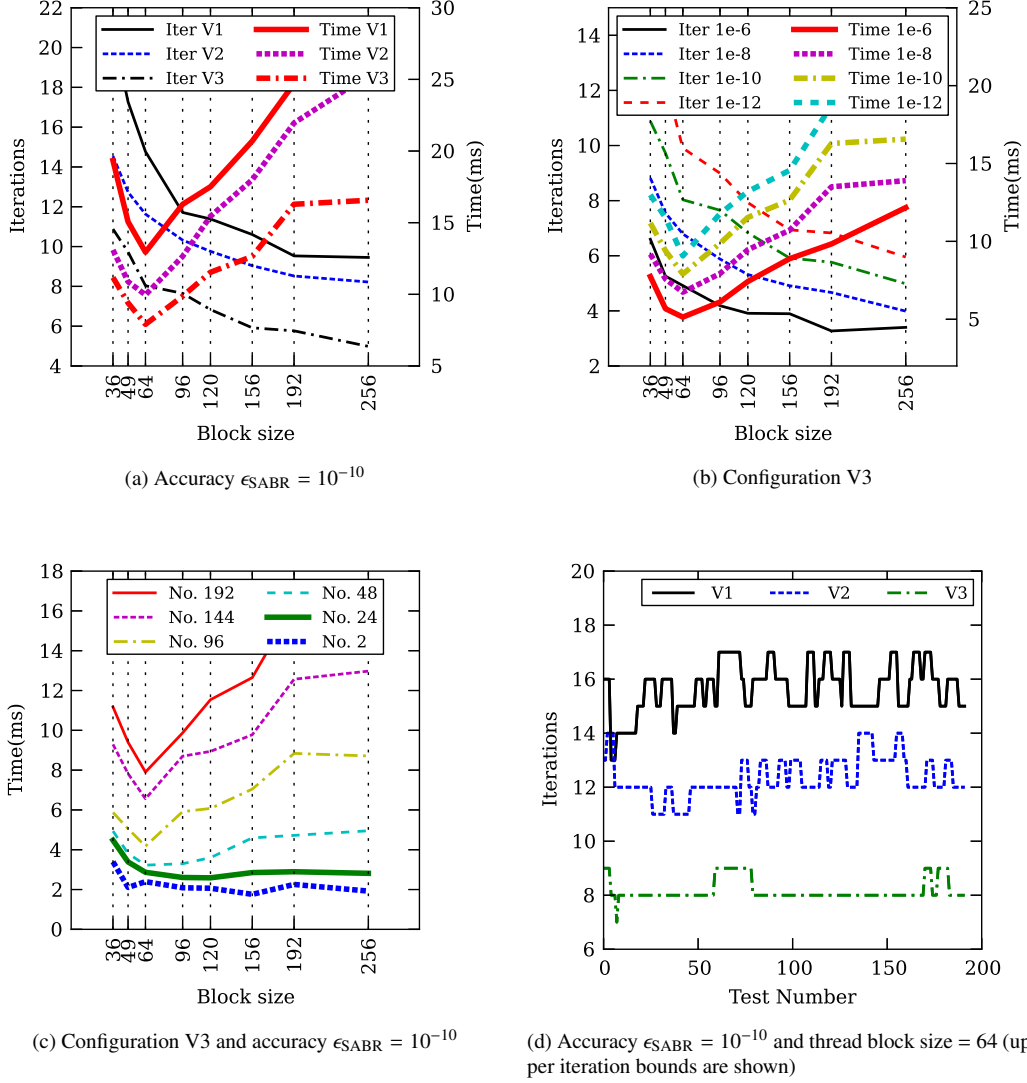 22
20
18
16
14
12
10
8
6
4
Iterations
Iter V1
Iter V2
Iter V3
Time V1
Time V2
Time V3
30
25
20
15
10
5
Time(ms)
36
49
64
96
120
156
192
256
Block size
(a) Accuracy ϵSABR = 10−10
14
12
10
8
6
4
2
Iterations
Iter 1e-6
Iter 1e-8
Iter 1e-10
Iter 1e-12
Time 1e-6
Time 1e-8
Time 1e-10
Time 1e-12
25
20
15
10
5
Time(ms)
36
49
64
96
120
156
192
256
Block size
(b) Configuration V3
18
16
14
12
10
8
6
4
2
0
Time(ms)
No. 192
No. 144
No. 96
No. 48
No. 24
No. 2
36
49
64
96
120
156
192
256
Block size
(c) Configuration V3 and accuracy ϵSABR = 10−10
20
18
16
14
12
10
8
6
Iterations
V1 V2 V3
0 50 100 150 200
Test Number
(d) Accuracy ϵSABR = 10−10 and thread block size = 64 (up
per iteration bounds are shown)